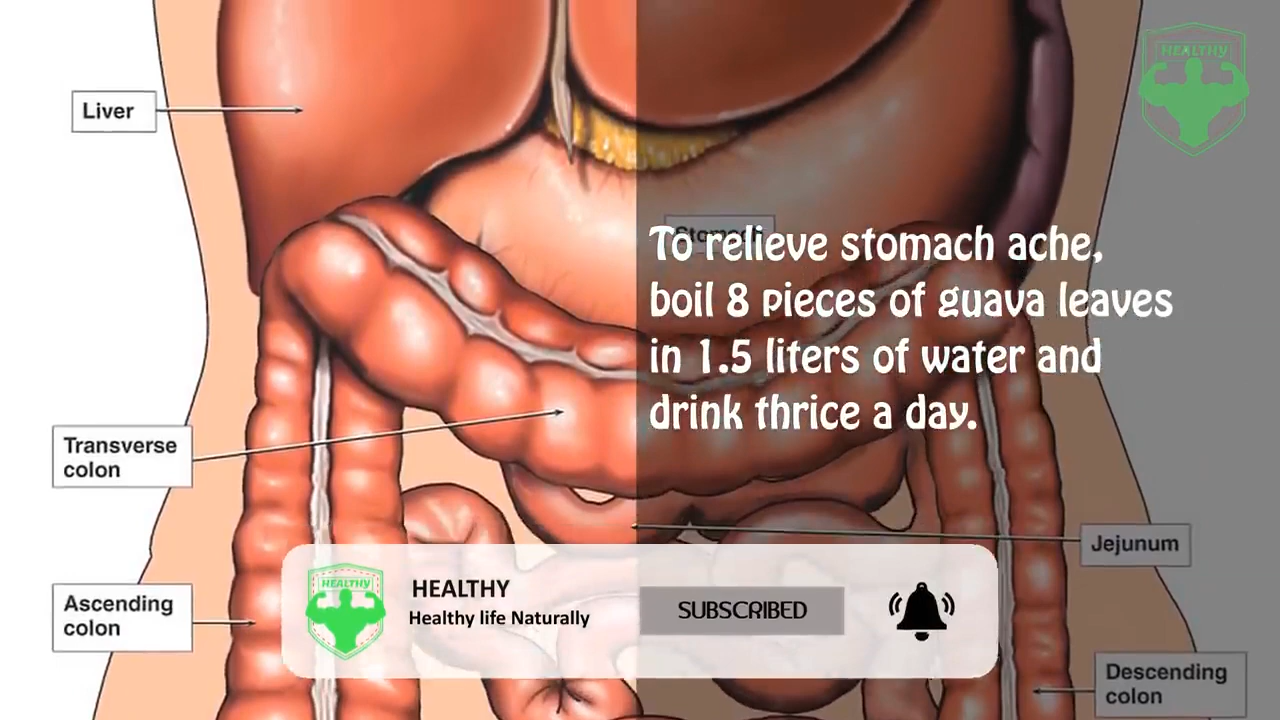 HEALTHY
Liver
Stomach
To relieve stomach ache,
boil 8 pieces of guava leaves
in 1.5 liters of water and
drink thrice a day.
Transverse
colon
Jejunum
Ascending
colon
HEALTHY
HEALTHY
Healthy life Naturally
SUBSCRIBED
Descending
colon